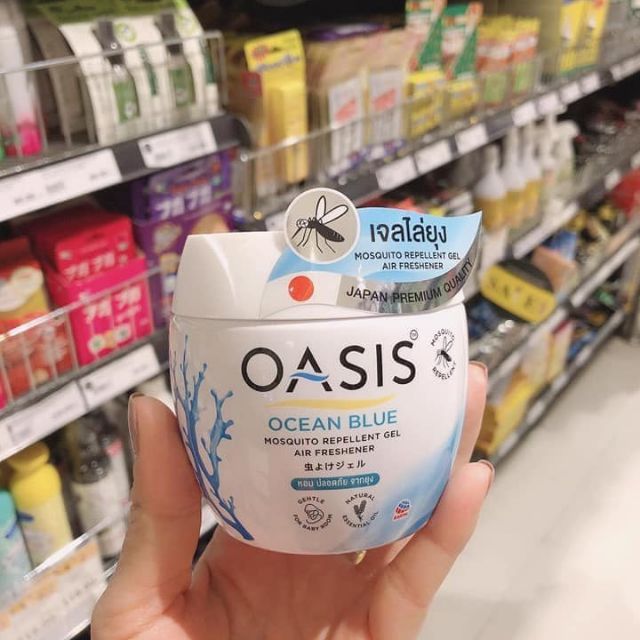 เจลไล่ยุง
MOSQUITO REPELLENT GEL
AIR FRESHENER
JAPAN PREMIUM QUALITY
OASIS™
MOSQUITO REPELLENT
OCEAN BLUE
MOSQUITO REPELLENT GEL
AIR FRESHENER
虫よけジェル
หอม ปลอดภัย จากยุง
GENTLE
FOR BABY ROOM
NATURAL
ESSENTIAL OIL